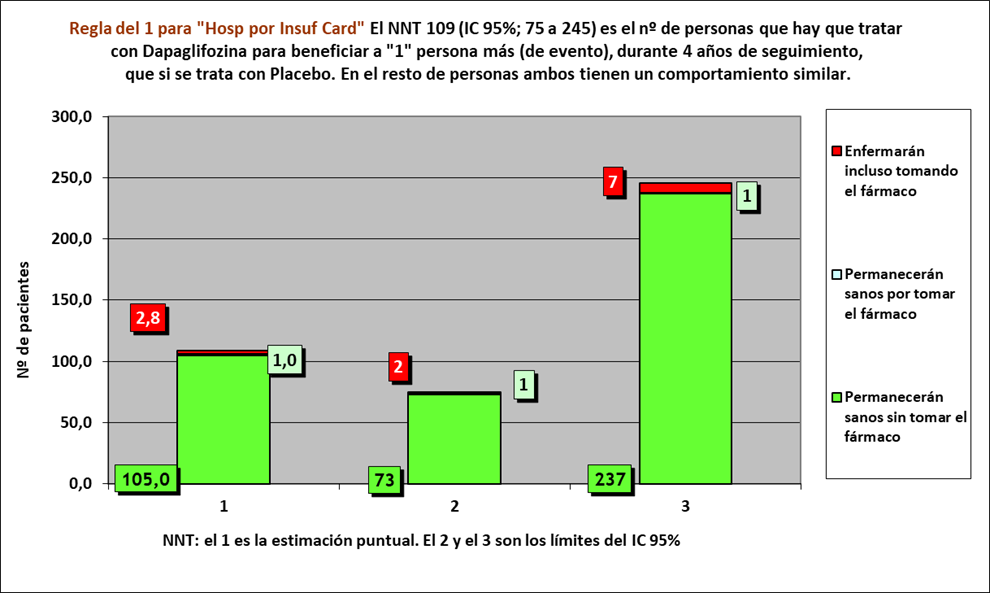 Regla del 1 para "Hosp por Insuf Card" El NNT 109 (IC 95%; 75 a 245) es el nº de personas que hay que tratar
con Dapaglifozina para beneficiar a "1" persona más (de evento), durante 4 años de seguimiento,
que si se trata con Placebo. En el resto de personas ambos tienen un comportamiento similar.
300,0
250,0
200,0
150,0
100,0
50,0
0,0
Nº de pacientes
2,8
1,0
105,0
2
1
73
7
1
237
1
2
3
NNT: el 1 es la estimación puntual. El 2 y el 3 son los límites del IC 95%
Enfermarán
incluso tomando
el fármaco
Permanecerán
sanos por tomar
el fármaco
Permanecerán
sanos sin tomar el
fármaco